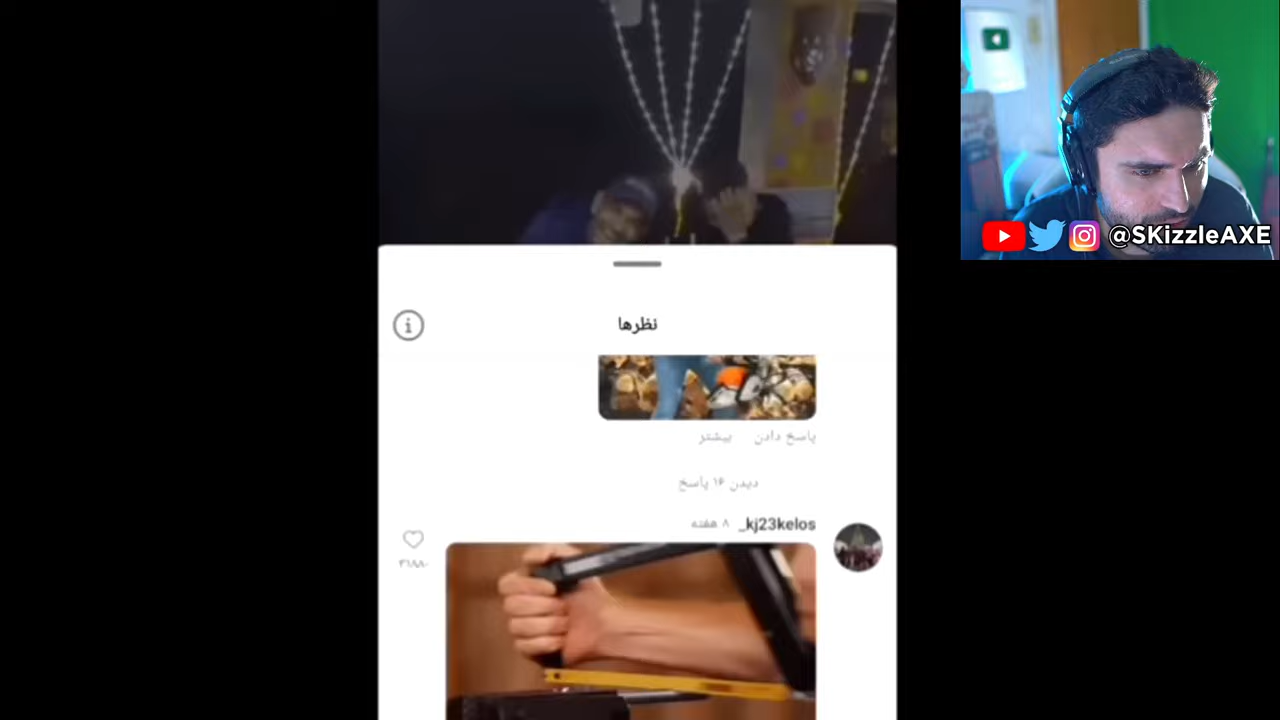 @SKizzleAXE
نظرها
پاسخ دادن بیشتر
دیدن ۱۶ پاسخ
kj23kelos_ ۸ هفته